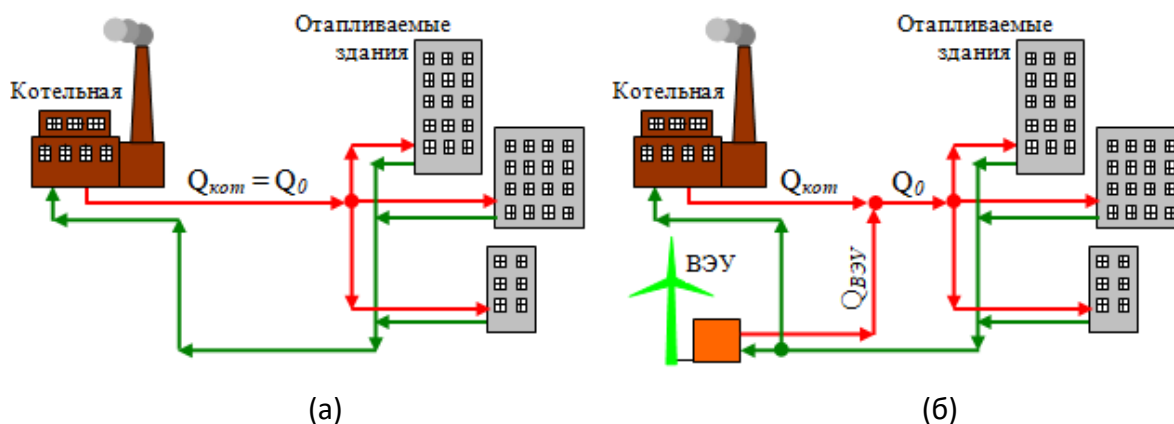 Отапливаемые
здания
Котельная
Qкот = Q0
(а)
Отапливаемые
здания
Котельная
Qкот
Q0
ВЭУ
QВЭУ
(б)